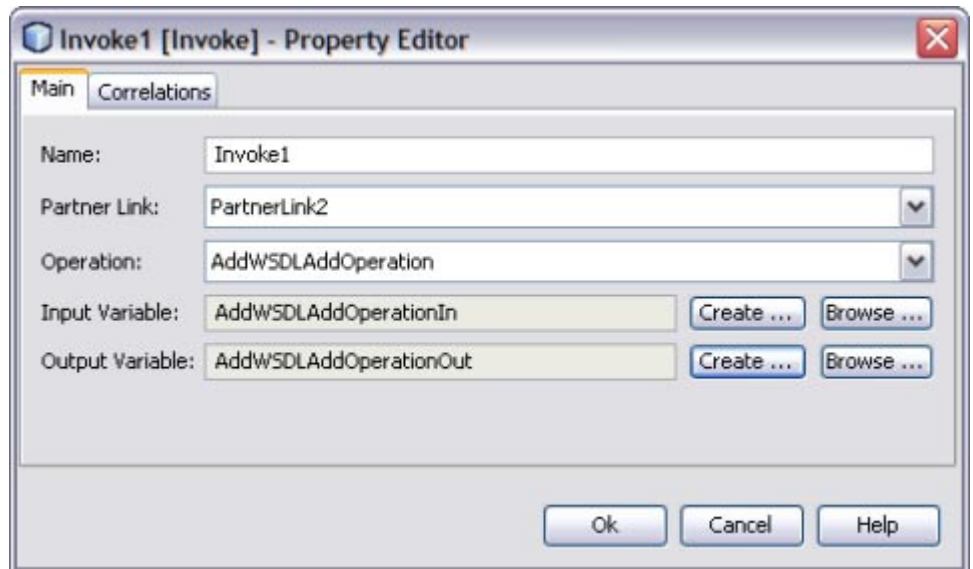 Invoke1 [Invoke] - Property Editor
Main Correlations
Name: Invoke1
Partner Link: PartnerLink2
Operation: AddWSDLAddOperation
Input Variable: AddWSDLAddOperationIn Create ... Browse ...
Output Variable: AddWSDLAddOperationOut Create ... Browse ...
Ok Cancel Help